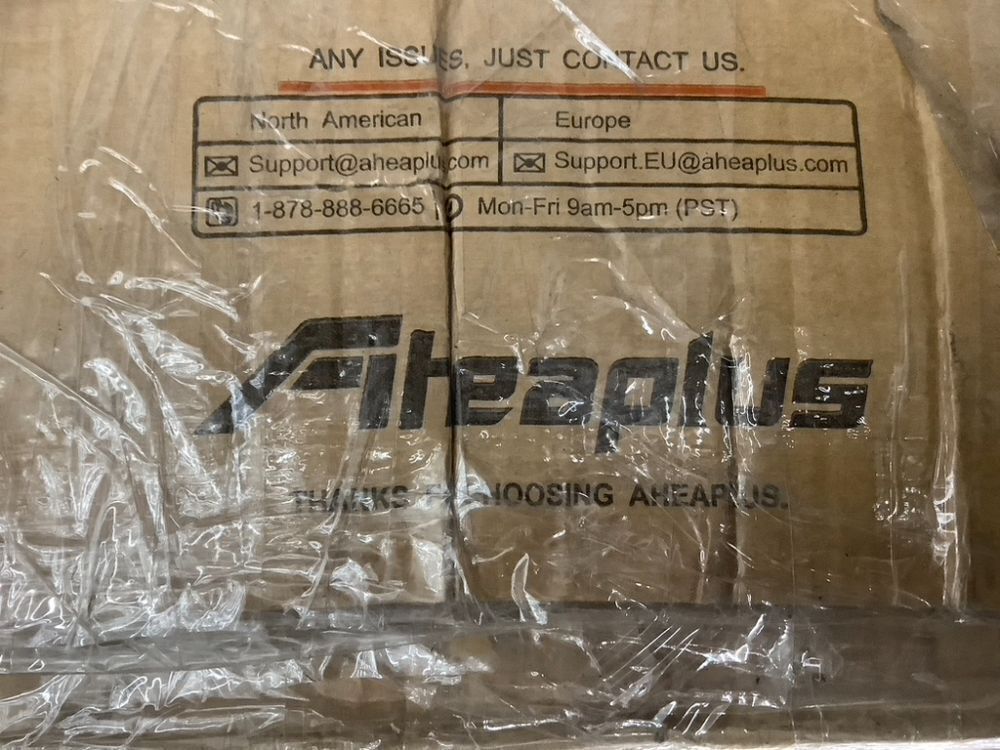 ANY ISSUES, JUST CONTACT US.
North American Europe
Support@aheaplus.com Support.EU@aheaplus.com
1-878-888-6665 Mon-Fri 9am-5pm (PST)
Aheaplus
THANKS CHOOSING AHEAPLUS.